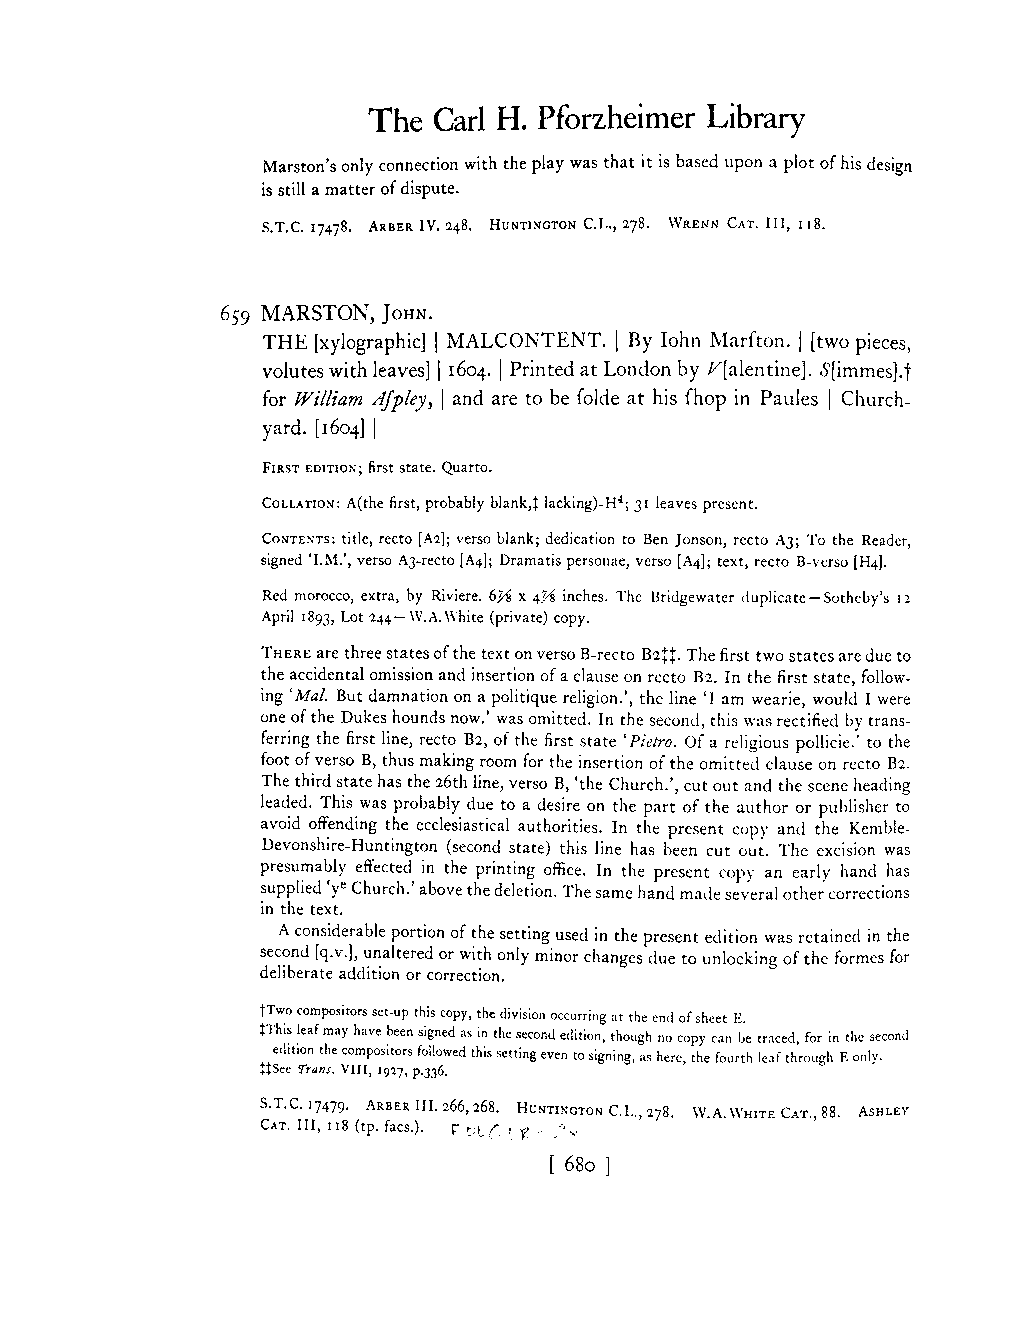 The Carl H. Pforzheimer Library
Marston's only connection with the play was that it is based upon a plot of his design
is still a matter of dispute.
S.T.C. 17478. Arber IV. 248. Huntington C.L., 278. Wrenn Cat. III, 118.
659 MARSTON, John.
THE [xylographic] | MALCONTENT. | By Iohn Marſton. | [two pieces,
volutes with leaves] | 1604. | Printed at London by V[alentine]. S[immes].†
for William Aſpley, | and are to be ſolde at his ſhop in Paules | Church-
yard. [1604] |
First edition; first state. Quarto.
Collation: A(the first, probably blank,‡ lacking)-H⁴; 31 leaves present.
Contents: title, recto [A2]; verso blank; dedication to Ben Jonson, recto A3; To the Reader,
signed 'I.M.', verso A3-recto [A4]; Dramatis personae, verso [A4]; text, recto B-verso [H4].
Red morocco, extra, by Riviere. x inches. The Bridgewater duplicate—Sotheby's 12
April 1893, Lot 244—W.A.White (private) copy.
There are three states of the text on verso B-recto B2‡‡. The first two states are due to
the accidental omission and insertion of a clause on recto B2. In the first state, follow-
ing 'Mal. But damnation on a politique religion.', the line 'I am wearie, would I were
one of the Dukes hounds now.' was omitted. In the second, this was rectified by trans-
ferring the first line, recto B2, of the first state 'Pietro. Of a religious pollicie.' to the
foot of verso B, thus making room for the insertion of the omitted clause on recto B2.
The third state has the 26th line, verso B, 'the Church.', cut out and the scene heading
leaded. This was probably due to a desire on the part of the author or publisher to
avoid offending the ecclesiastical authorities. In the present copy and the Kemble-
Devonshire-Huntington (second state) this line has been cut out. The excision was
presumably effected in the printing office. In the present copy an early hand has
supplied 'yᵉ Church.' above the deletion. The same hand made several other corrections
in the text.
A considerable portion of the setting used in the present edition was retained in the
second [q.v.], unaltered or with only minor changes due to unlocking of the formes for
deliberate addition or correction.
†Two compositors set-up this copy, the division occurring at the end of sheet E.
‡This leaf may have been signed as in the second edition, though no copy can be traced, for in the second
edition the compositors followed this setting even to signing, as here, the fourth leaf through E only.
‡‡See Trans. VIII, 1927, p.336.
S.T.C. 17479. Arber III. 266, 268. Huntington C.L., 278. W.A.White Cat., 88. Ashley
Cat. III, 118 (tp. facs.).
[ 680 ]